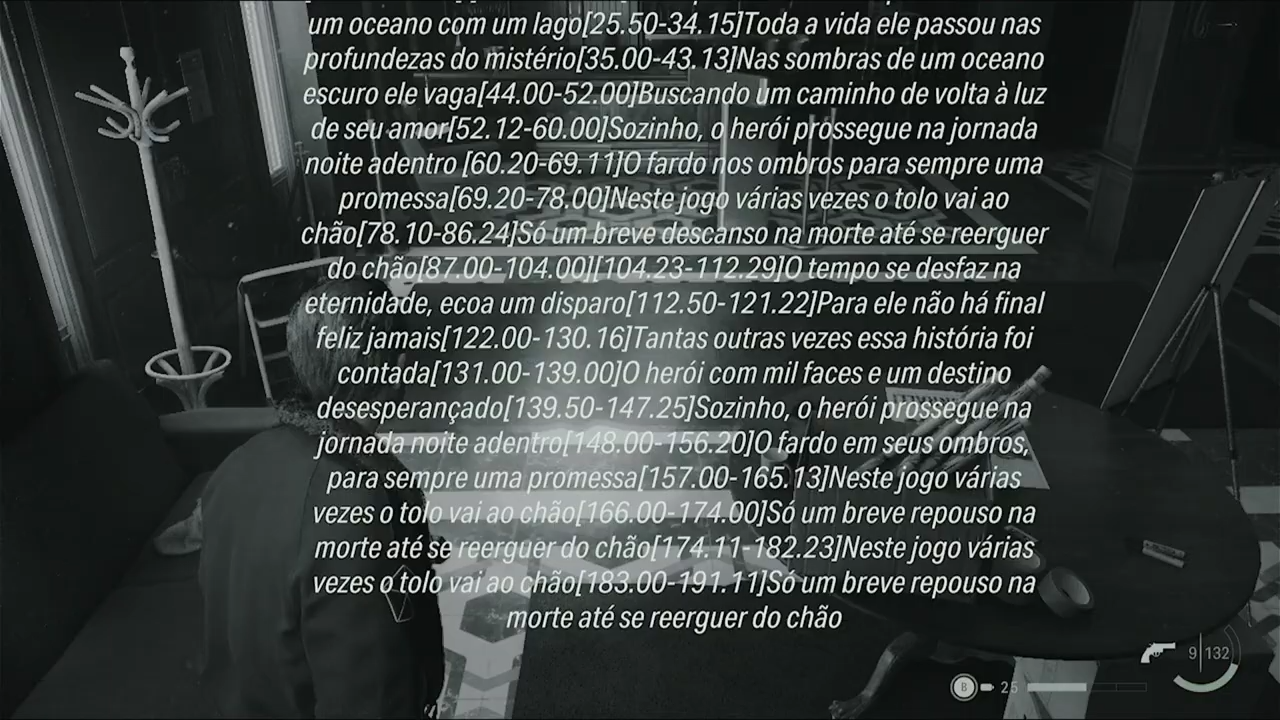 um oceano com um lago[25.50-34.15]Toda a vida ele passou nas
profundezas do mistério[35.00-43.13]Nas sombras de um oceano
escuro ele vaga[44.00-52.00]Buscando um caminho de volta à luz
de seu amor[52.12-60.00]Sozinho, o herói prossegue na jornada
noite adentro [60.20-69.11]O fardo nos ombros para sempre uma
promessa[69.20-78.00]Neste jogo várias vezes o tolo vai ao
chão[78.10-86.24]Só um breve descanso na morte até se reerguer
do chão[87.00-104.00][104.23-112.29]O tempo se desfaz na
eternidade, ecoa um disparo[112.50-121.22]Para ele não há final
feliz jamais[122.00-130.16]Tantas outras vezes essa história foi
contada[131.00-139.00]O herói com mil faces e um destino
desesperançado[139.50-147.25]Sozinho, o herói prossegue na
jornada noite adentro[148.00-156.20]O fardo em seus ombros,
para sempre uma promessa[157.00-165.13]Neste jogo várias
vezes o tolo vai ao chão[166.00-174.00]Só um breve repouso na
morte até se reerguer do chão[174.11-182.23]Neste jogo várias
vezes o tolo vai ao chão[183.00-191.11]Só um breve repouso na
morte até se reerguer do chão
9 132
B 25